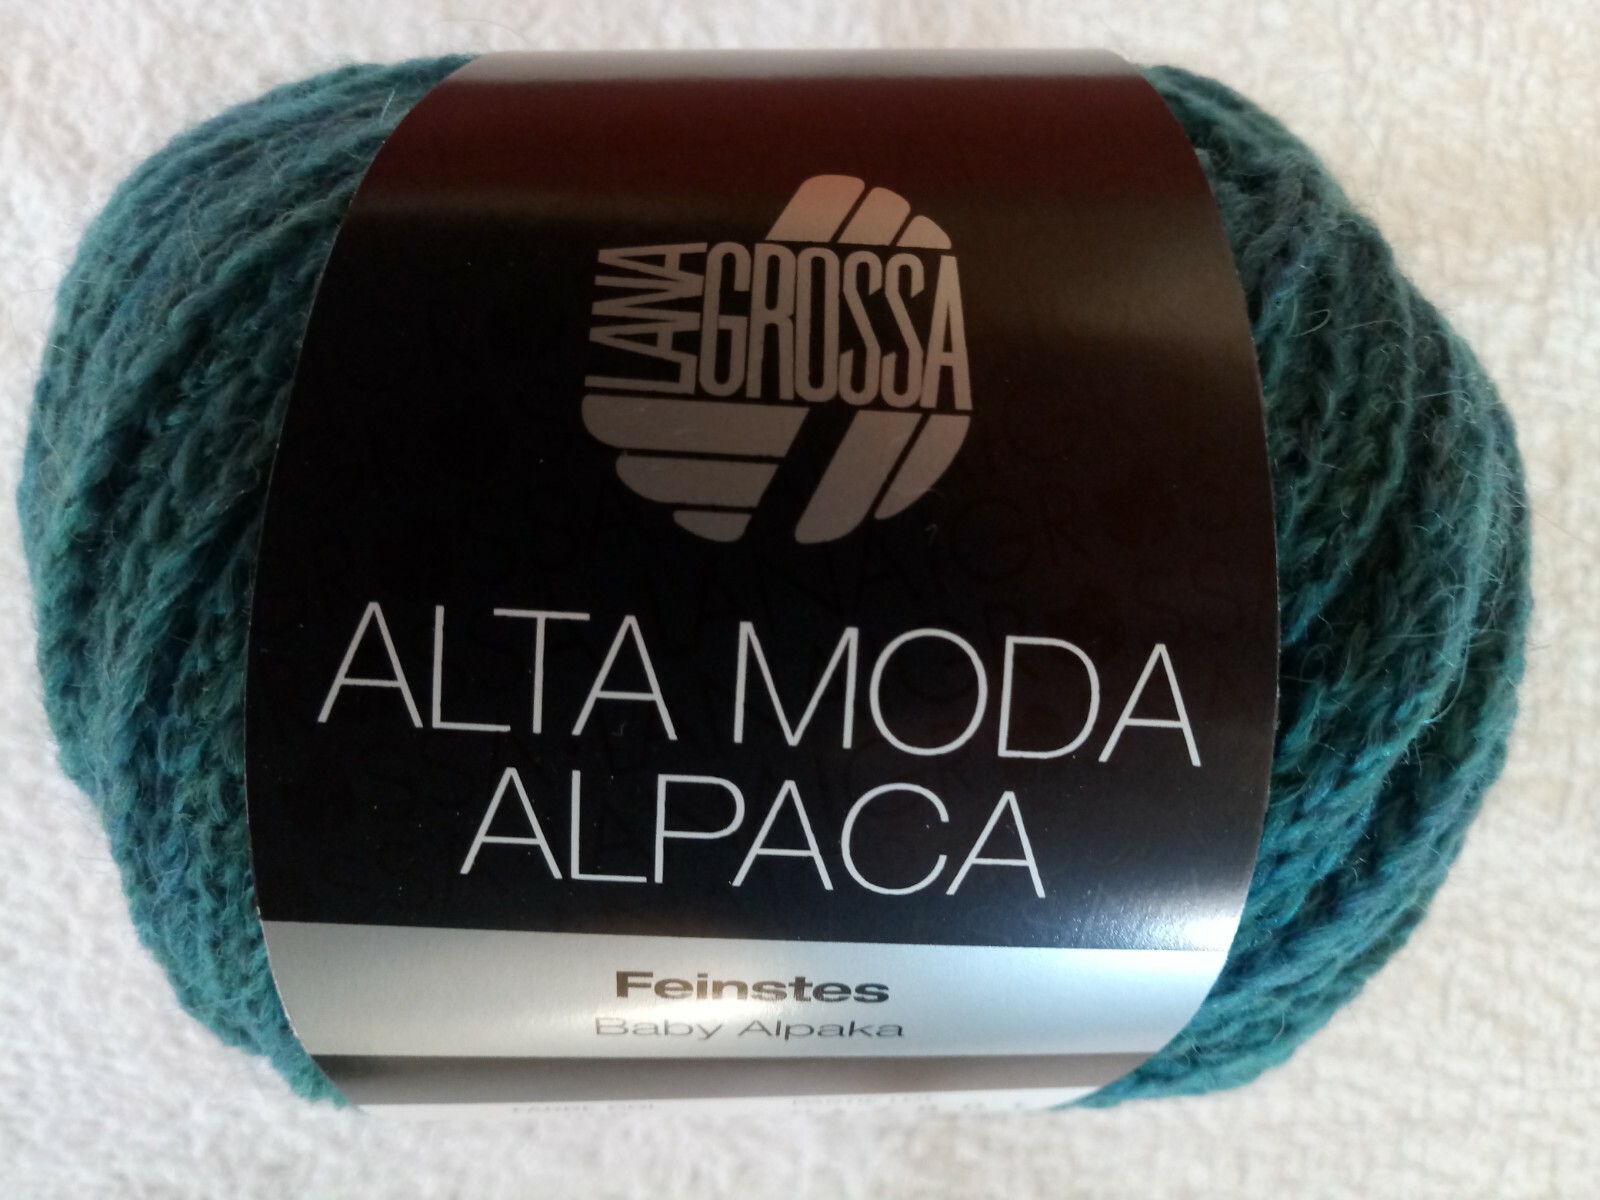 LANA GROSSA
ALTA MODA
ALPACA
Feinstes
Baby Alpaka